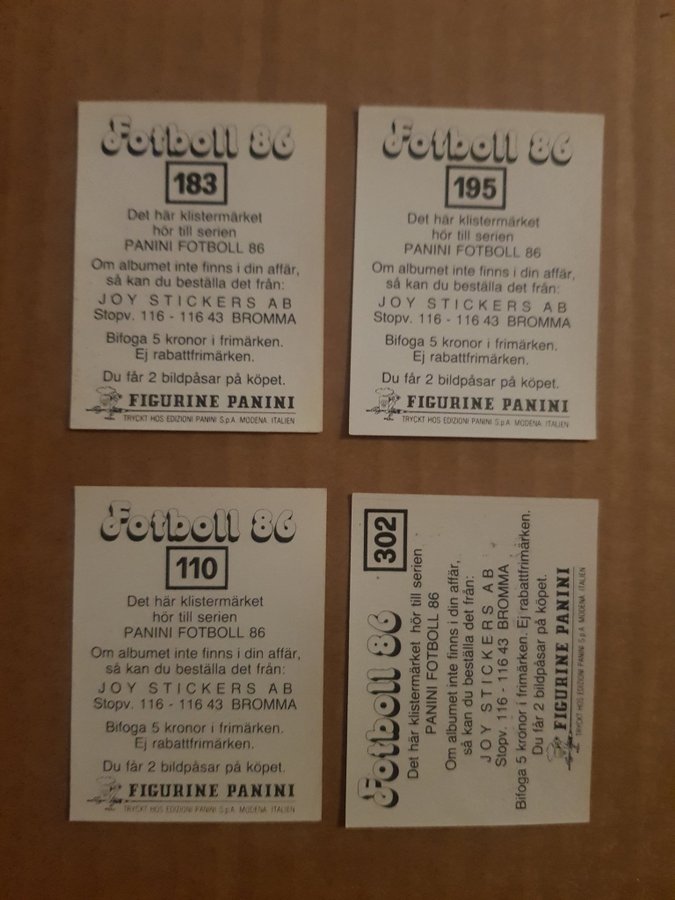 Fotboll 86
183
Det här klistermärket
hör till serien
PANINI FOTBOLL 86
Om albumet inte finns i din affär,
så kan du beställa det från:
JOY STICKERS AB
Stopv. 116 - 116 43 BROMMA
Bifoga 5 kronor i frimärken.
Ej rabattfrimärken.
Du får 2 bildpåsar på köpet.
FIGURINE PANINI
TRYCKT HOS EDIZIONI PANINI S.p.A. MODENA ITALIEN
Fotboll 86
195
Det här klistermärket
hör till serien
PANINI FOTBOLL 86
Om albumet inte finns i din affär,
så kan du beställa det från:
JOY STICKERS AB
Stopv. 116 - 116 43 BROMMA
Bifoga 5 kronor i frimärken.
Ej rabattfrimärken.
Du får 2 bildpåsar på köpet.
FIGURINE PANINI
TRYCKT HOS EDIZIONI PANINI S.p.A. MODENA ITALIEN
Fotboll 86
110
Det här klistermärket
hör till serien
PANINI FOTBOLL 86
Om albumet inte finns i din affär,
så kan du beställa det från:
JOY STICKERS AB
Stopv. 116 - 116 43 BROMMA
Bifoga 5 kronor i frimärken.
Ej rabattfrimärken.
Du får 2 bildpåsar på köpet.
FIGURINE PANINI
TRYCKT HOS EDIZIONI PANINI S.p.A. MODENA ITALIEN
Fotboll 86 302
Det här klistermärket hör till serien
PANINI FOTBOLL 86
Om albumet inte finns i din affär,
så kan du beställa det från:
JOY STICKERS AB
Stopv. 116 - 116 43 BROMMA
Bifoga 5 kronor i frimärken. Ej rabattfrimärken.
Du får 2 bildpåsar på köpet.
FIGURINE PANINI
TRYCKT HOS EDIZIONI PANINI S.p.A. MODENA ITALIEN